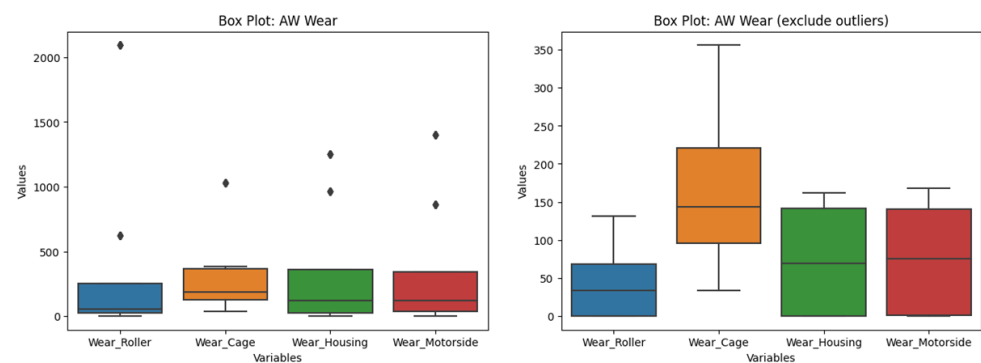 Box Plot: AW Wear
2000
1500
1000
500
0
Values
Wear_Roller Wear_Cage Wear_Housing Wear_Motorside
Variables
Box Plot: AW Wear (exclude outliers)
350
300
250
200
150
100
50
0
Values
Wear_Roller Wear_Cage Wear_Housing Wear_Motorside
Variables